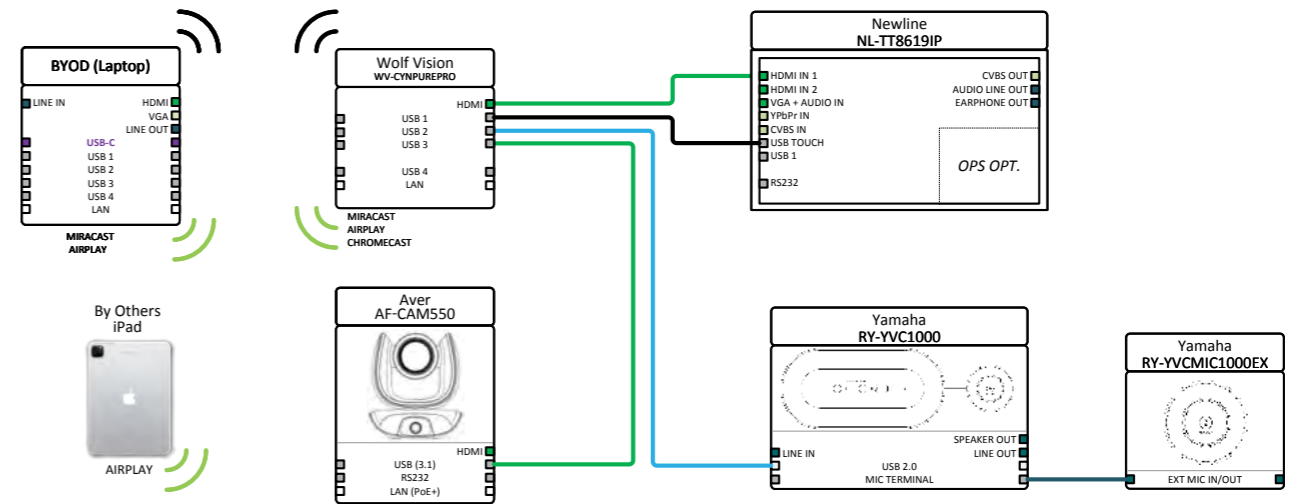 BYOD (Laptop)
LINE IN
HDMI
VGA
LINE OUT
USB-C
USB 1
USB 2
USB 3
USB 4
LAN
MIRACAST
AIRPLAY
Wolf Vision
WV-CYNPUREPRO
HDMI
USB 1
USB 2
USB 3
USB 4
LAN
MIRACAST
AIRPLAY
CHROMECAST
Newline
NL-TT8619IP
HDMI IN 1
HDMI IN 2
VGA + AUDIO IN
YPbPr IN
CVBS IN
USB TOUCH
USB 1
RS232
CVBS OUT
AUDIO LINE OUT
EARPHONE OUT
OPS OPT.
By Others
iPad
AIRPLAY
Aver
AF-CAM550
HDMI
USB (3.1)
RS232
LAN (PoE+)
Yamaha
RY-YVC1000
SPEAKER OUT
LINE IN
LINE OUT
USB 2.0
MIC TERMINAL
Yamaha
RY-YVCMIC1000EX
EXT MIC IN/OUT